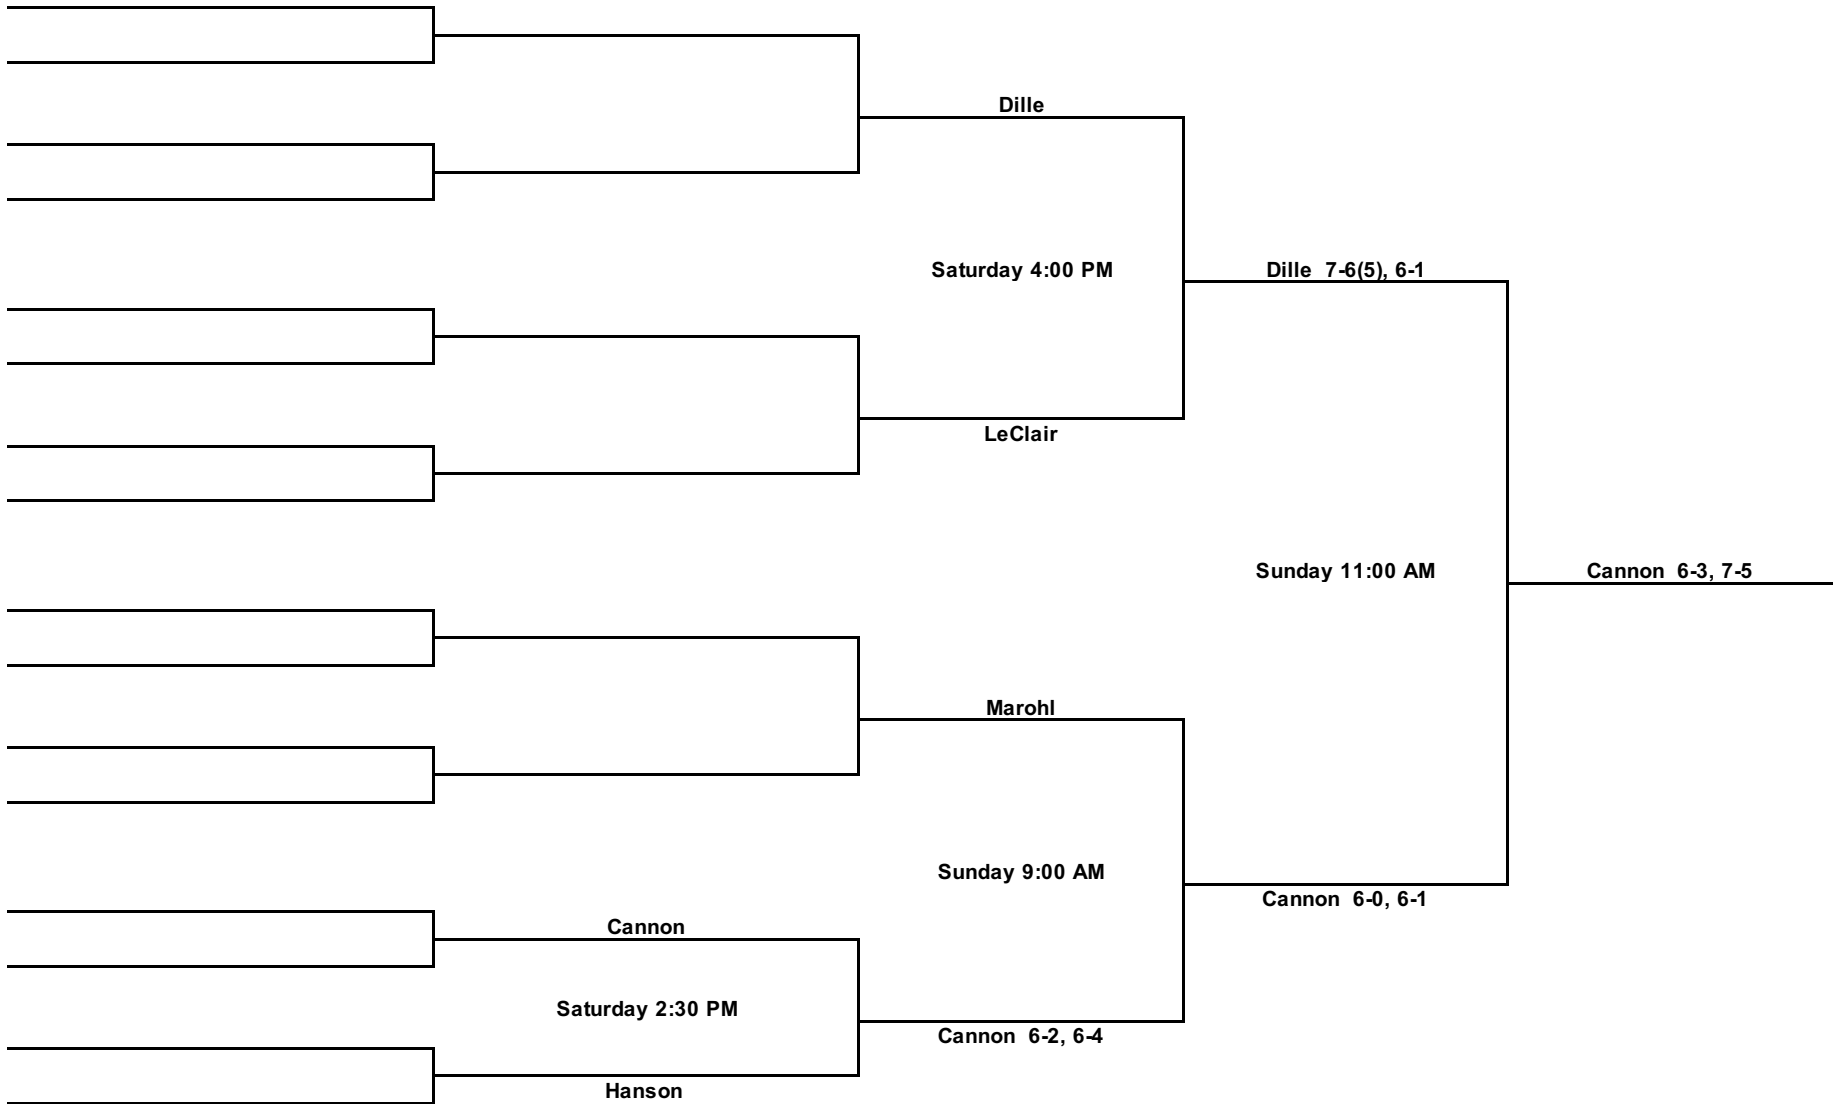 Dille
Saturday 4:00 PM
Dille 7-6(5), 6-1
LeClair
Sunday 11:00 AM
Cannon 6-3, 7-5
Marohl
Sunday 9:00 AM
Cannon 6-0, 6-1
Cannon
Saturday 2:30 PM
Cannon 6-2, 6-4
Hanson